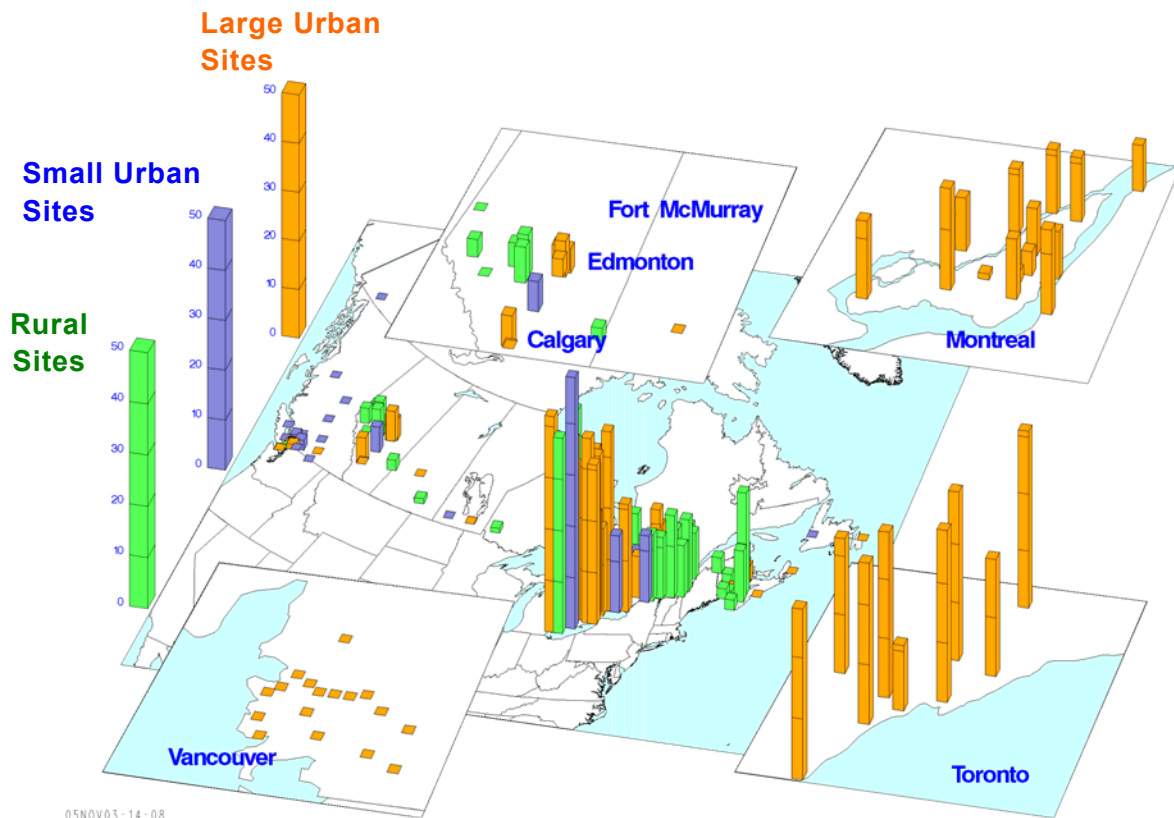 Large Urban
Sites
50
40
30
20
10
0
Small Urban
Sites
50
40
30
20
10
0
Rural
Sites
50
40
30
20
10
0
Fort McMurray
Edmonton
Calgary
Montreal
Vancouver
Toronto
05NOV03:14:08